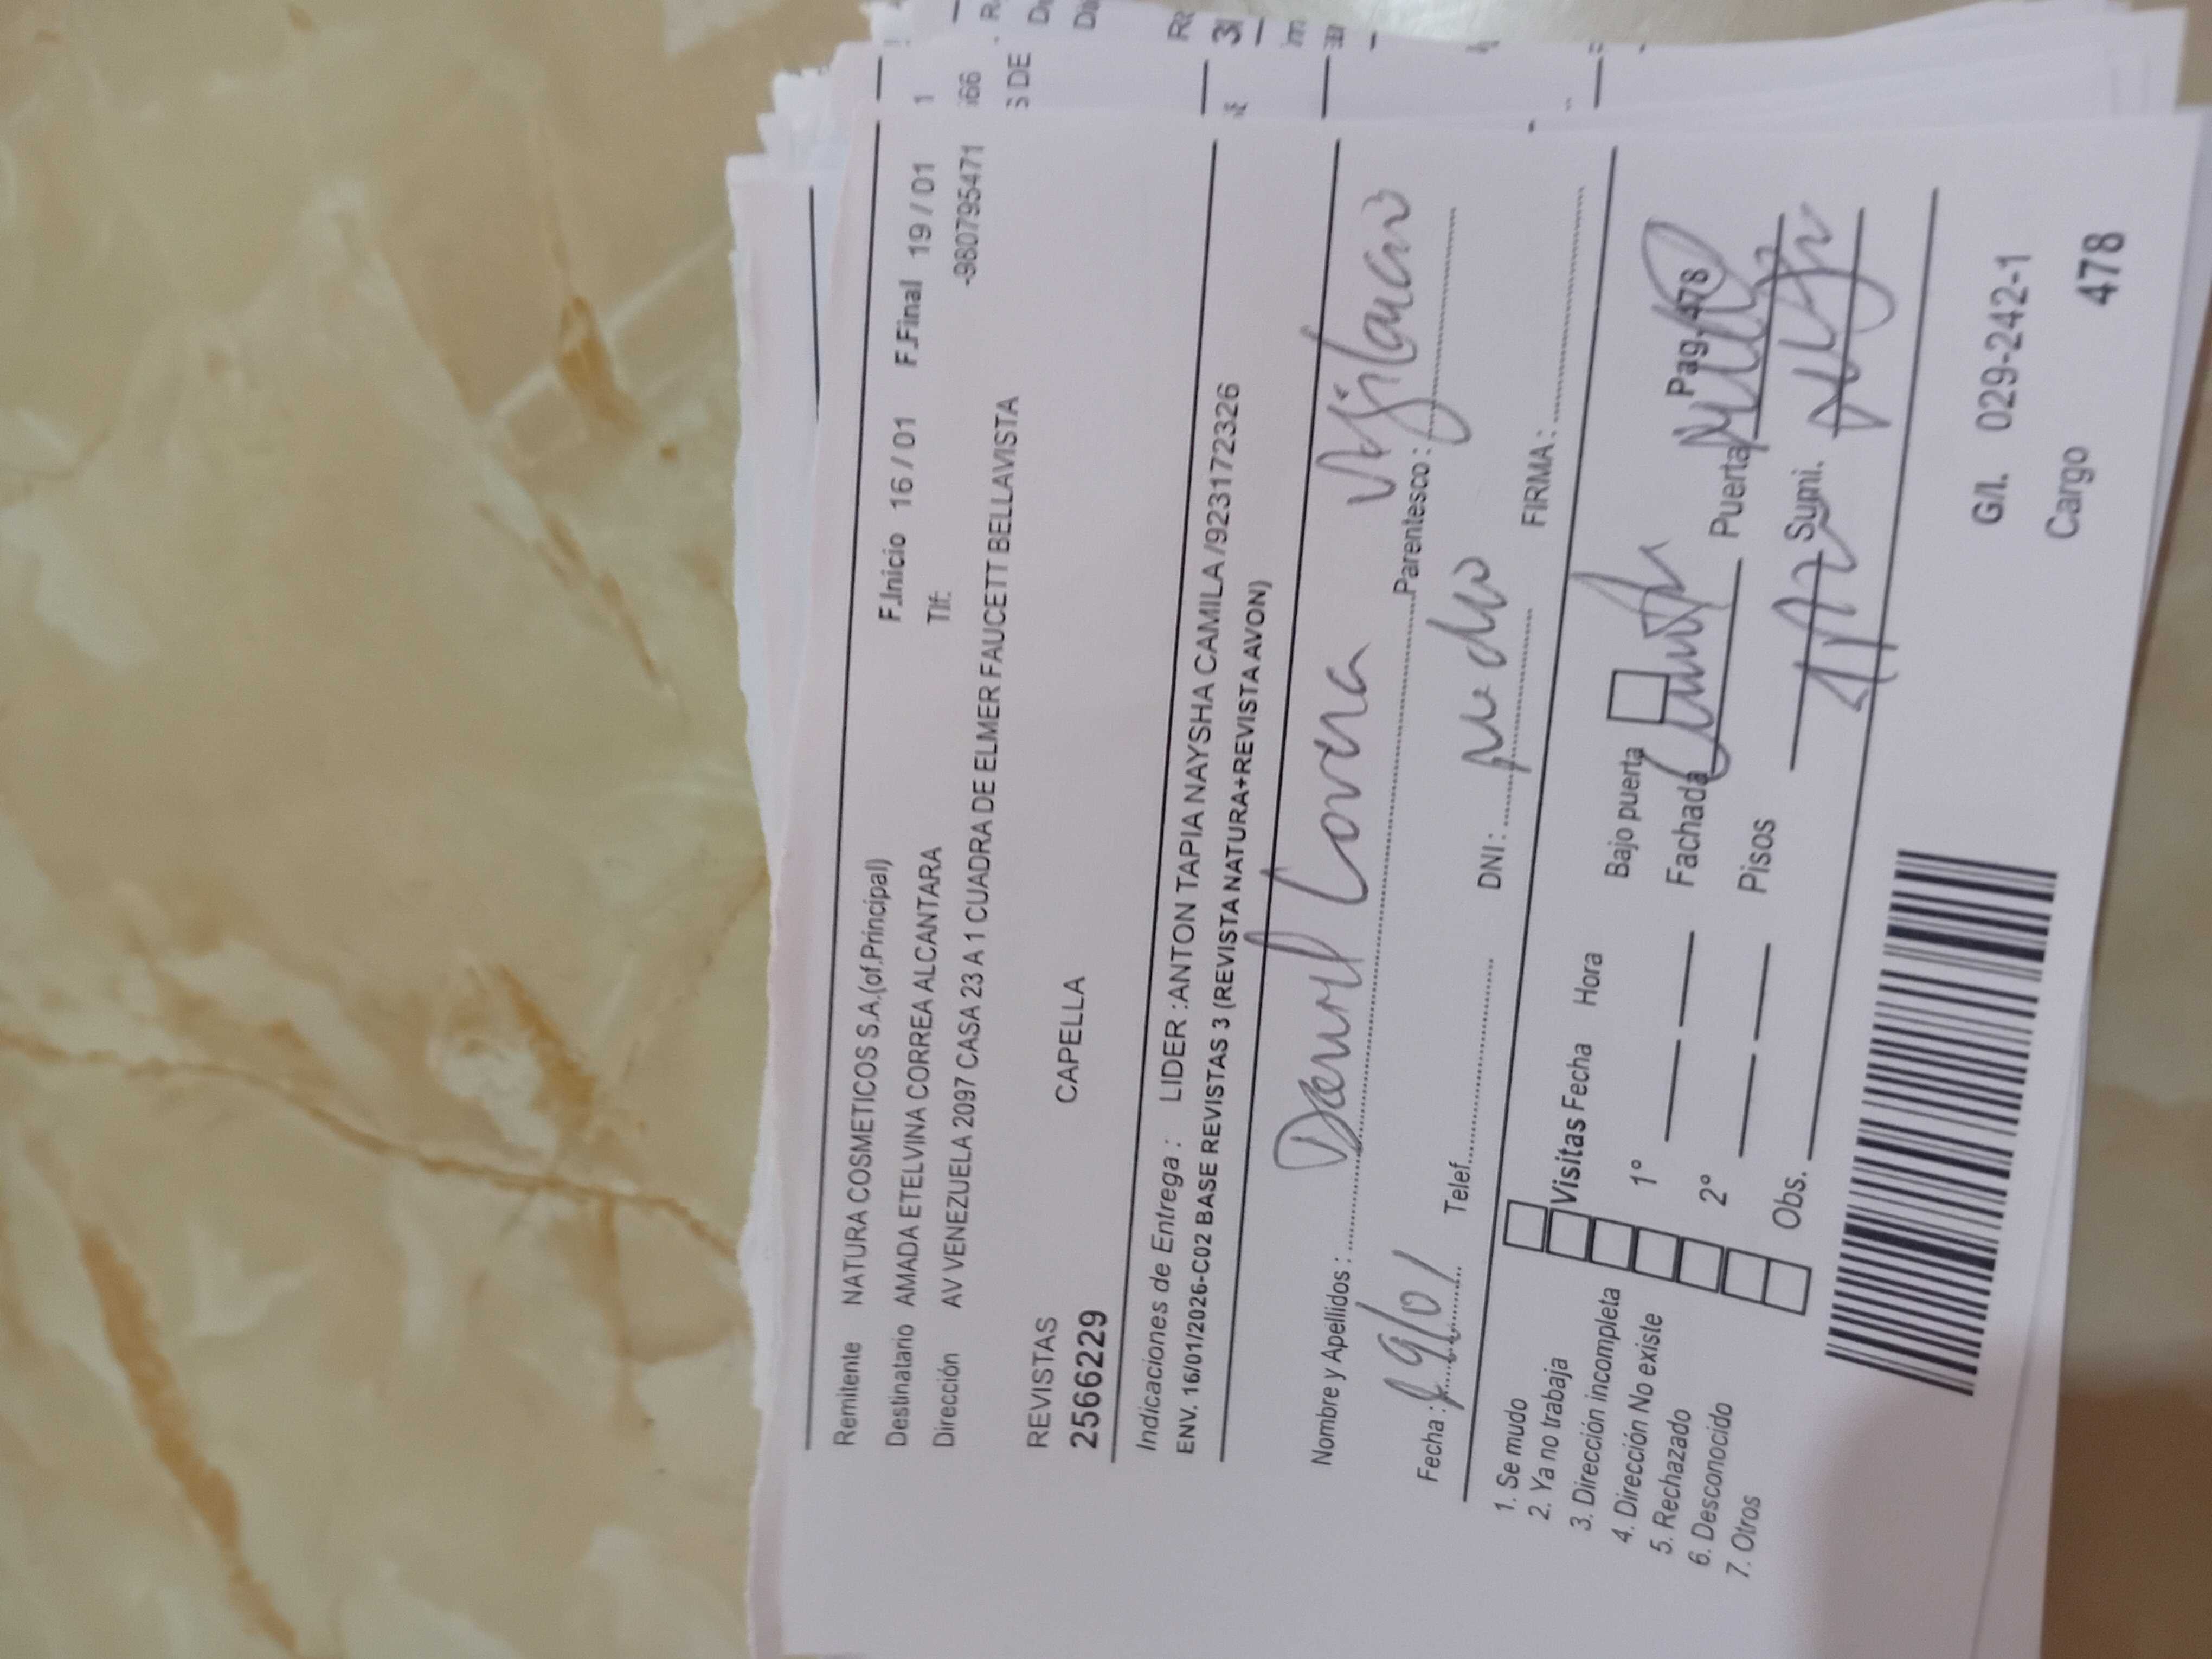 Remitente NATURA COSMETICOS S.A.(of.Principal) F.Inicio 16/01 F.Final 19/01
Destinatario AMADA ETELVINA CORREA ALCANTARA Tlf: 1
Dirección AV VENEZUELA 2097 CASA 23 A 1 CUADRA DE ELMER FAUCETT BELLAVISTA -980795471
REVISTAS CAPELLA
2566229
Indicaciones de Entrega : LIDER :ANTON TAPIA NAYSHA CAMILA /923172326
ENV. 16/01/2026-C02 BASE REVISTAS 3 (REVISTA NATURA+REVISTA AVON)
Nombre y Apellidos : Daniel Parentesco :
Fecha : 19/01 Telef. DNI : FIRMA :
1. Se mudo
2. Ya no trabaja
3. Dirección incompleta
4. Dirección No existe
5. Rechazado
6. Desconocido
7. Otros
Visitas Fecha Hora Bajo puerta Pag. 478
1º Fachada Puerta
2º Pisos Sumi.
Obs.
G/l. 029-242-1
Cargo 478